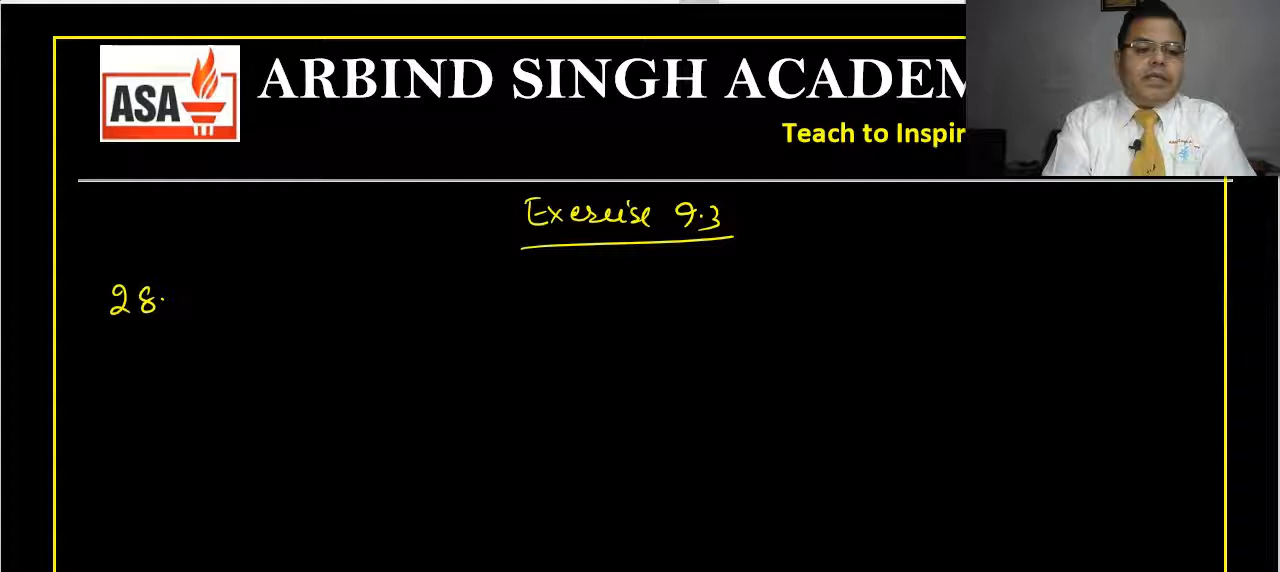 ASA
ARBIND SINGH ACADEM
Teach to Inspir
Exercise 9.3
28.